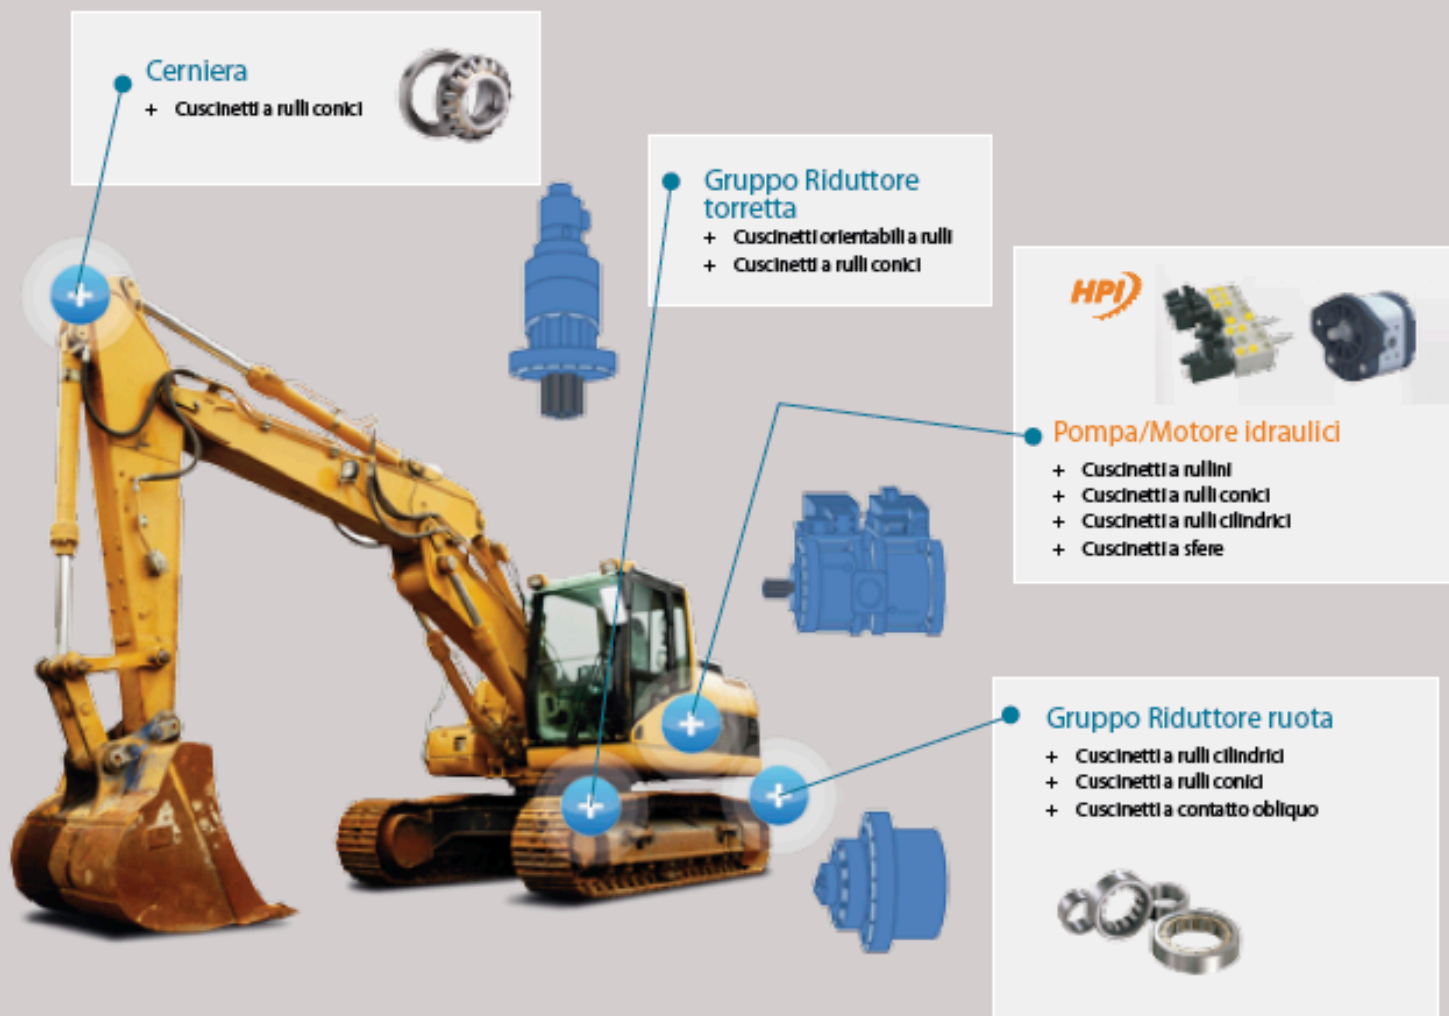 Cerniera
+ Cuscinetti a rulli conici
Gruppo Riduttore
torretta
+ Cuscinetti orientabili a rulli
+ Cuscinetti a rulli conici
HPI
Pompa/Motore idraulici
+ Cuscinetti a rullini
+ Cuscinetti a rulli conici
+ Cuscinetti a rulli cilindrici
+ Cuscinetti a sfere
Gruppo Riduttore ruota
+ Cuscinetti a rulli cilindrici
+ Cuscinetti a rulli conici
+ Cuscinetti a contatto obliquo